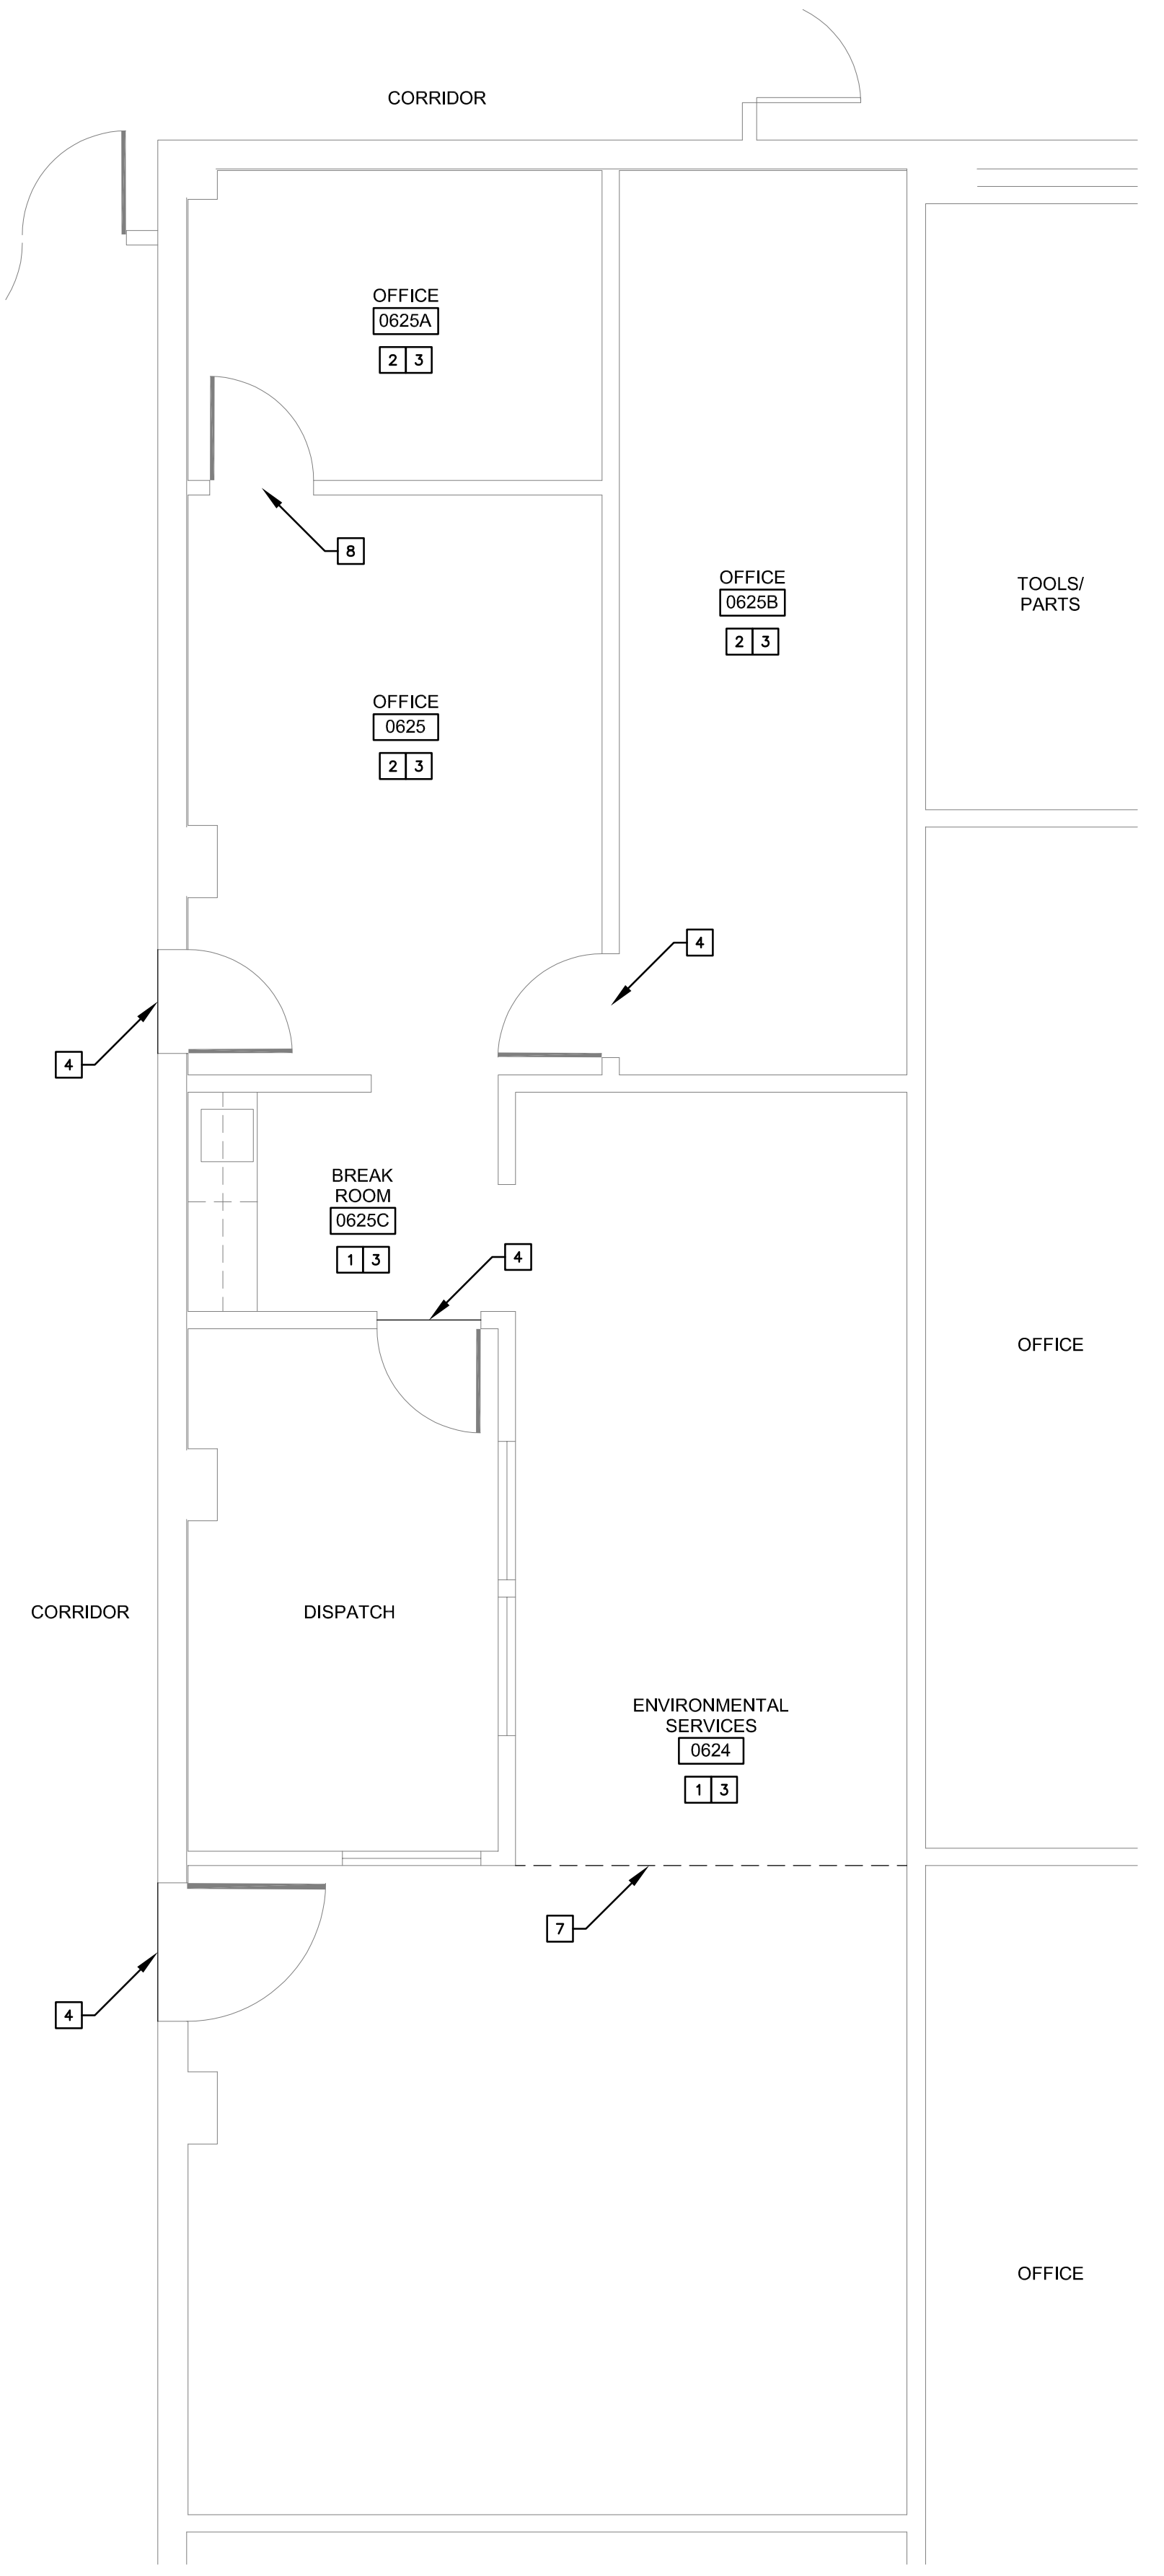 CORRIDOR
OFFICE
0625A
2 3
8
OFFICE
0625B
2 3
TOOLS/
PARTS
OFFICE
0625
2 3
4
4
BREAK
ROOM
0625C
1 3
4
OFFICE
CORRIDOR
DISPATCH
ENVIRONMENTAL
SERVICES
0624
1 3
7
4
OFFICE